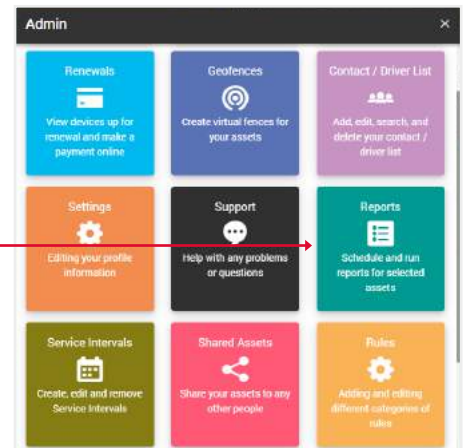 Admin
×
Renewals
View devices up for
renewal and make a
payment online
Geofences
Create virtual fences for
your assets
Contact / Driver List
Add, edit, search, and
delete your contact /
driver list
Settings
Editing your profile
information
Support
Help with any problems
or questions
Reports
Schedule and run
reports for selected
assets
Service Intervals
Create, edit and remove
Service Intervals
Shared Assets
Share your assets to any
other people
Rules
Adding and editing
different categories of
rules